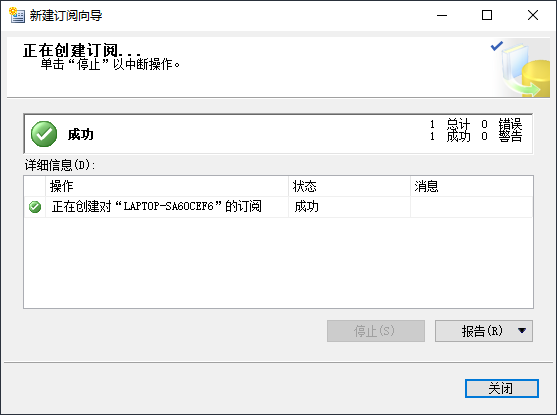 新建订阅向导
正在创建订阅...
单击“停止”以中断操作。
成功
1 总计 0 错误
1 成功 0 警告
详细信息(D):
操作 状态 消息
正在创建对“LAPTOP-SA60CEF6”的订阅 成功
停止(S) 报告(R)
关闭